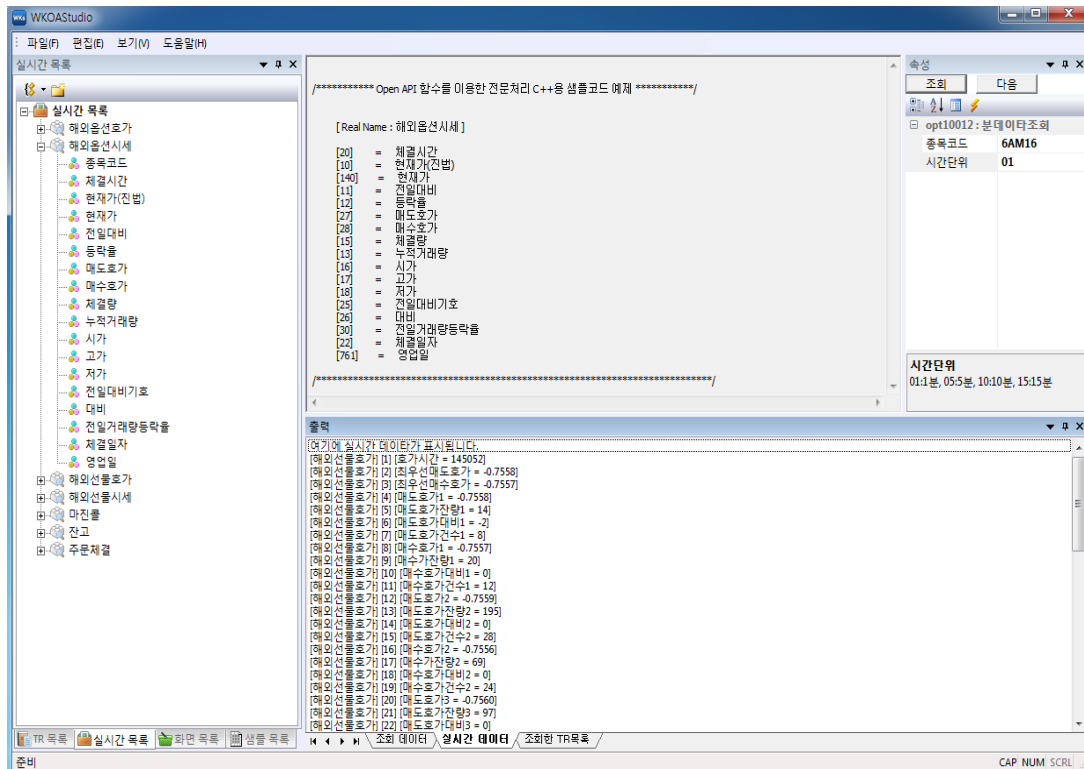 WKOAStudio
파일(F) 편집(E) 보기(V) 도움말(H)
실시간 목록
실시간 목록
해외옵션호가
해외옵션시세
종목코드
체결시간
현재가(진법)
현재가
전일대비
등락율
매도호가
매수호가
체결량
누적거래량
시가
고가
저가
전일대비기호
대비
전일거래량등락율
체결일자
영업일
해외선물호가
해외선물시세
마진콜
잔고
주문체결
TR 목록 실시간 목록 화면 목록 샘플 목록
/*********** Open API 함수를 이용한 전문처리 C++용 샘플코드 예제 ***********/
[ Real Name : 해외옵션시세 ]
[20] = 체결시간
[10] = 현재가(진법)
[140] = 현재가
[11] = 전일대비
[12] = 등락율
[27] = 매도호가
[28] = 매수호가
[15] = 체결량
[13] = 누적거래량
[16] = 시가
[17] = 고가
[18] = 저가
[25] = 전일대비기호
[26] = 대비
[30] = 전일거래량등락율
[22] = 체결일자
[761] = 영업일
/******************************************************************************/
속성
조회 다음
opt10012 : 분데이타조회
종목코드 6AM16
시간단위 01
시간단위
01:1분, 05:5분, 10:10분, 15:15분
출력
여기에 실시간 데이타가 표시됩니다.
[해외선물호가] [1] [호가시간 = 145052]
[해외선물호가] [2] [최우선매도호가 = -0.7558]
[해외선물호가] [3] [최우선매수호가 = -0.7557]
[해외선물호가] [4] [매도호가1 = -0.7558]
[해외선물호가] [5] [매도호가잔량1 = 14]
[해외선물호가] [6] [매도호가대비1 = -2]
[해외선물호가] [7] [매도호가건수1 = 8]
[해외선물호가] [8] [매수호가1 = -0.7557]
[해외선물호가] [9] [매수가잔량1 = 20]
[해외선물호가] [10] [매수호가대비1 = 0]
[해외선물호가] [11] [매수호가건수1 = 12]
[해외선물호가] [12] [매도호가2 = -0.7559]
[해외선물호가] [13] [매도호가잔량2 = 195]
[해외선물호가] [14] [매도호가대비2 = 0]
[해외선물호가] [15] [매도호가건수2 = 28]
[해외선물호가] [16] [매수호가2 = -0.7556]
[해외선물호가] [17] [매수가잔량2 = 69]
[해외선물호가] [18] [매수호가대비2 = 0]
[해외선물호가] [19] [매수호가건수2 = 24]
[해외선물호가] [20] [매도호가3 = -0.7560]
[해외선물호가] [21] [매도호가잔량3 = 97]
[해외선물호가] [22] [매도호가대비3 = 0]
조회 데이터 실시간 데이터 조회한 TR목록
준비
CAP NUM SCRL